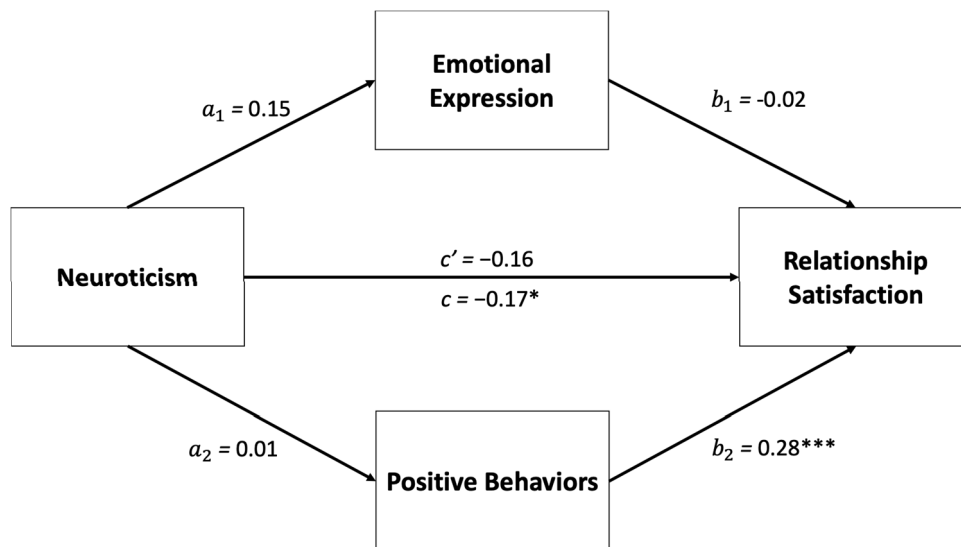 Emotional
Expression
a₁ = 0.15
b₁ = -0.02
Neuroticism
c′ = −0.16
c = −0.17*
Relationship
Satisfaction
a₂ = 0.01
b₂ = 0.28***
Positive Behaviors